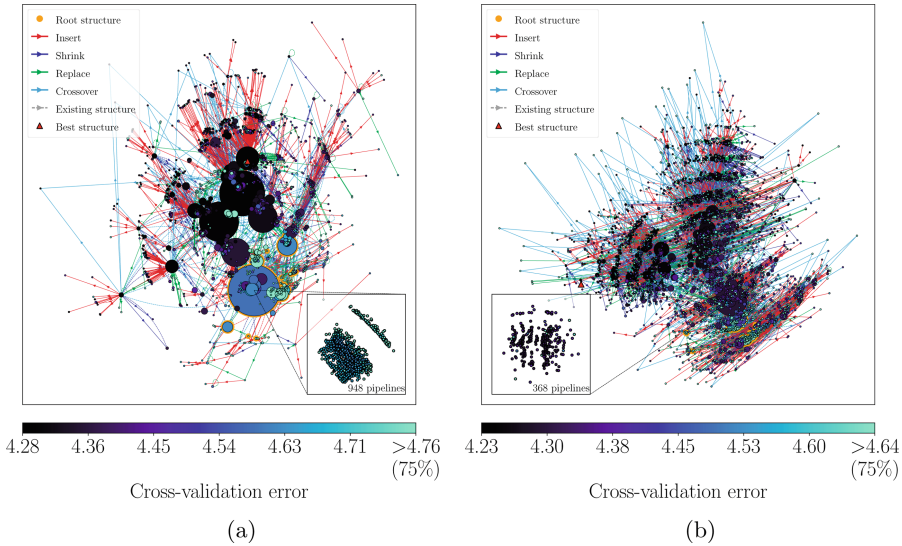 Root structure
Insert
Shrink
Replace
Crossover
Existing structure
Best structure
948 pipelines
4.28 4.36 4.45 4.54 4.63 4.71 >4.76
(75%)
Cross-validation error
(a)
Root structure
Insert
Shrink
Replace
Crossover
Existing structure
Best structure
368 pipelines
4.23 4.30 4.38 4.45 4.53 4.60 >4.64
(75%)
Cross-validation error
(b)